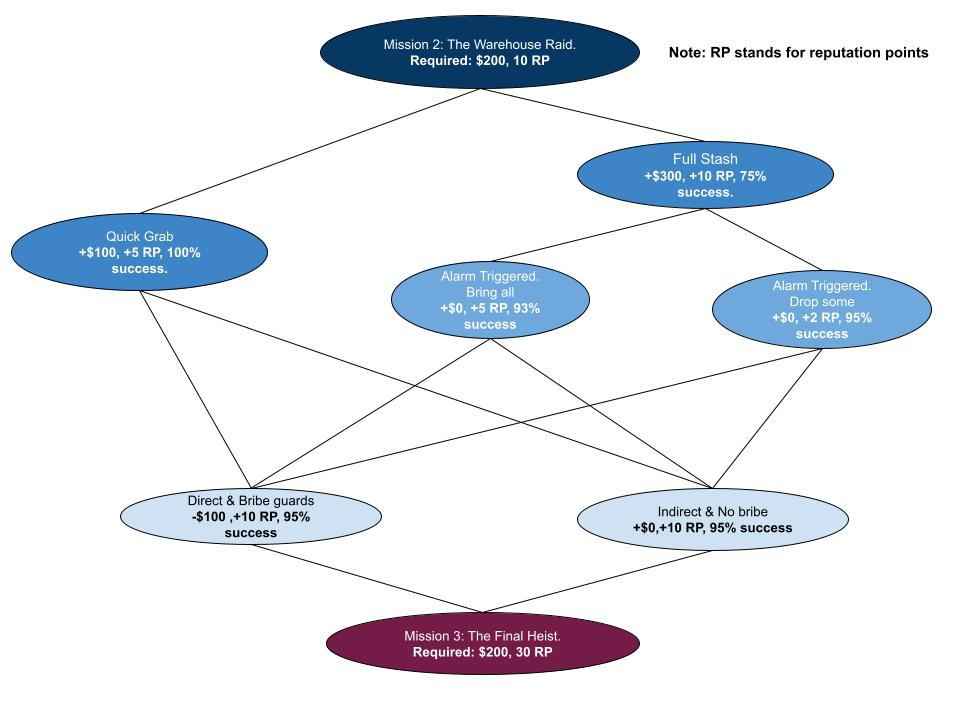 Mission 2: The Warehouse Raid.
Required: $200, 10 RP
Note: RP stands for reputation points
Full Stash
+$300, +10 RP, 75%
success.
Quick Grab
+$100, +5 RP, 100%
success.
Alarm Triggered.
Bring all
+$0, +5 RP, 93%
success
Alarm Triggered.
Drop some
+$0, +2 RP, 95%
success
Direct & Bribe guards
-$100 ,+10 RP, 95%
success
Indirect & No bribe
+$0,+10 RP, 95% success
Mission 3: The Final Heist.
Required: $200, 30 RP